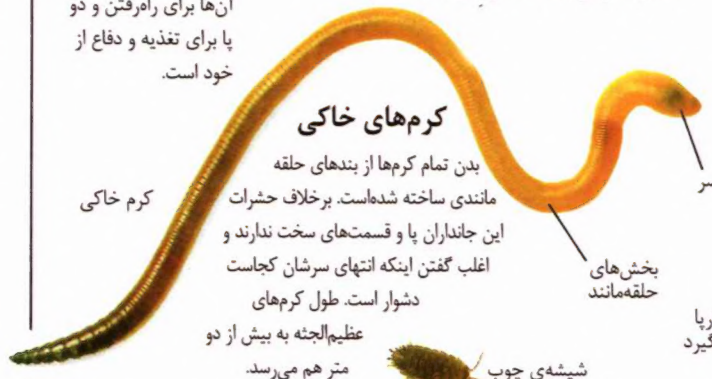 آن‌ها برای راه‌رفتن و دو
پا برای تغذیه و دفاع از
خود است.
کرم‌های خاکی
بدن تمام کرم‌ها از بندهای حلقه
مانندی ساخته شده‌است. برخلاف حشرات
این جانداران پا و قسمت‌های سخت ندارند و
اغلب گفتن اینکه انتهای سرشان کجاست
دشوار است. طول کرم‌های
عظیم‌الجثه به بیش از دو
متر هم می‌رسد.
کرم خاکی
سر
بخش‌های
حلقه‌مانند
شیشه‌ی چوب